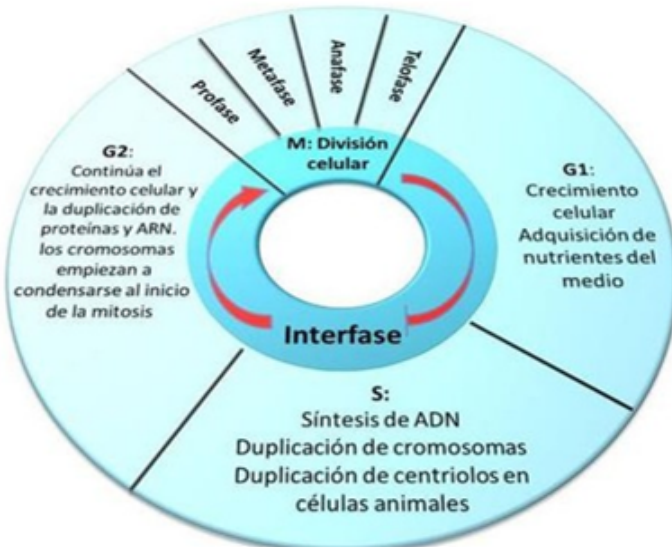 Profase
Metafase
Anafase
Telofase
M: División
celular
G1:
Crecimiento
celular
Adquisición de
nutrientes del
medio
Interfase
S:
Síntesis de ADN
Duplicación de cromosomas
Duplicación de centriolos en
células animales
G2:
Continúa el
crecimiento celular y
la duplicación de
proteínas y ARN.
los cromosomas
empiezan a
condensarse al inicio
de la mitosis